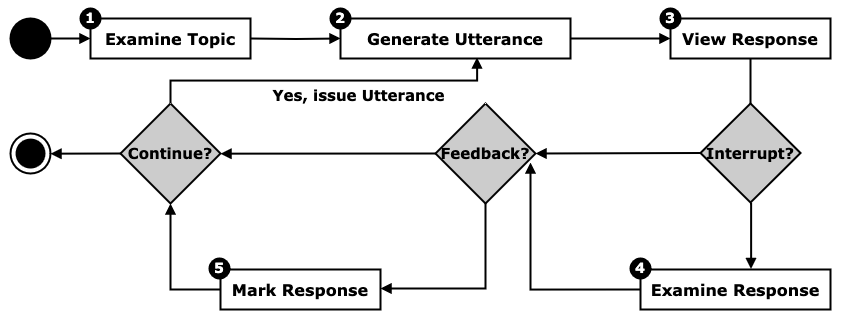 1
Examine Topic
2
Generate Utterance
3
View Response
Yes, issue Utterance
Continue?
Feedback?
Interrupt?
5
Mark Response
4
Examine Response